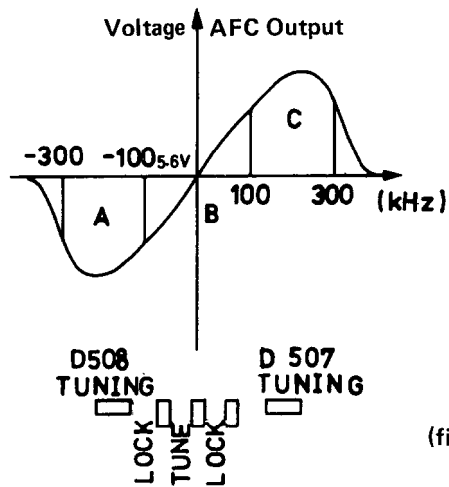 Voltage AFC Output
C
-300 -100 5-6V
A
B
100 300 (kHz)
D508 D 507
TUNING TUNING
LOCK TUNE LOCK
(fi